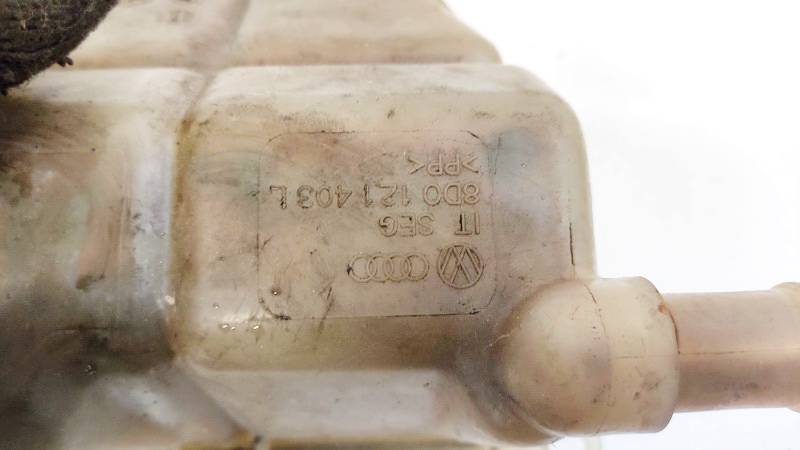 IT SEG
8D0 121 403 L
>PP<